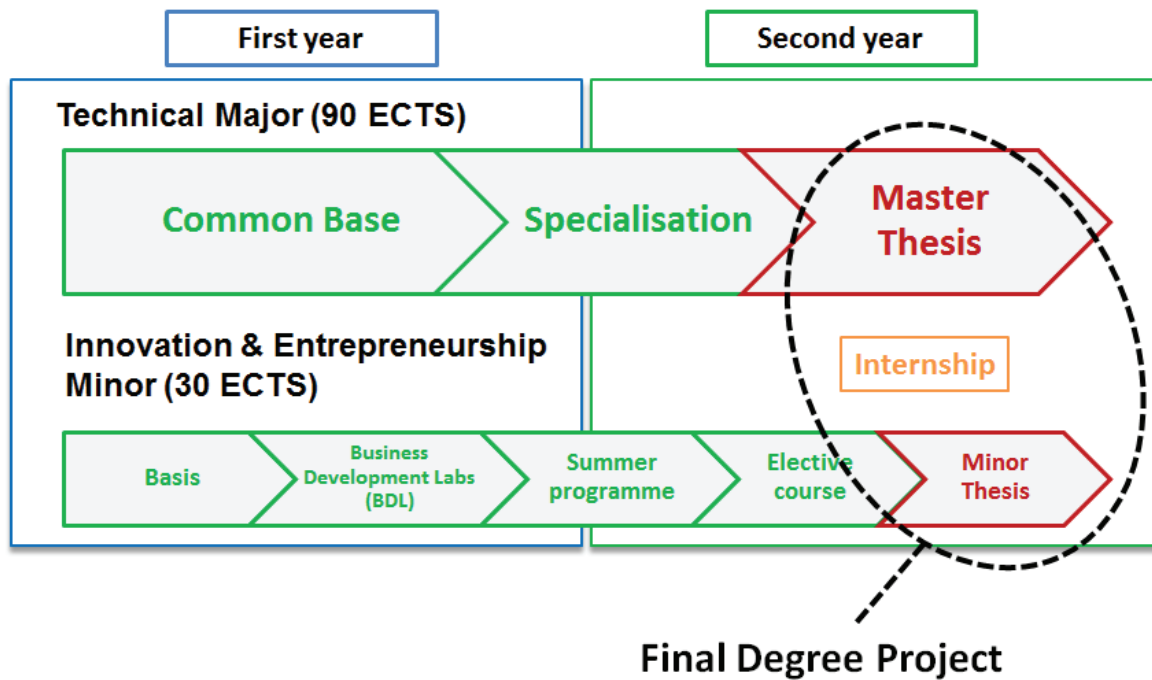 First year
Second year
Technical Major (90 ECTS)
Common Base
Specialisation
Master
Thesis
Innovation & Entrepreneurship
Minor (30 ECTS)
Internship
Basis
Business
Development Labs
(BDL)
Summer
programme
Elective
course
Minor
Thesis
Final Degree Project